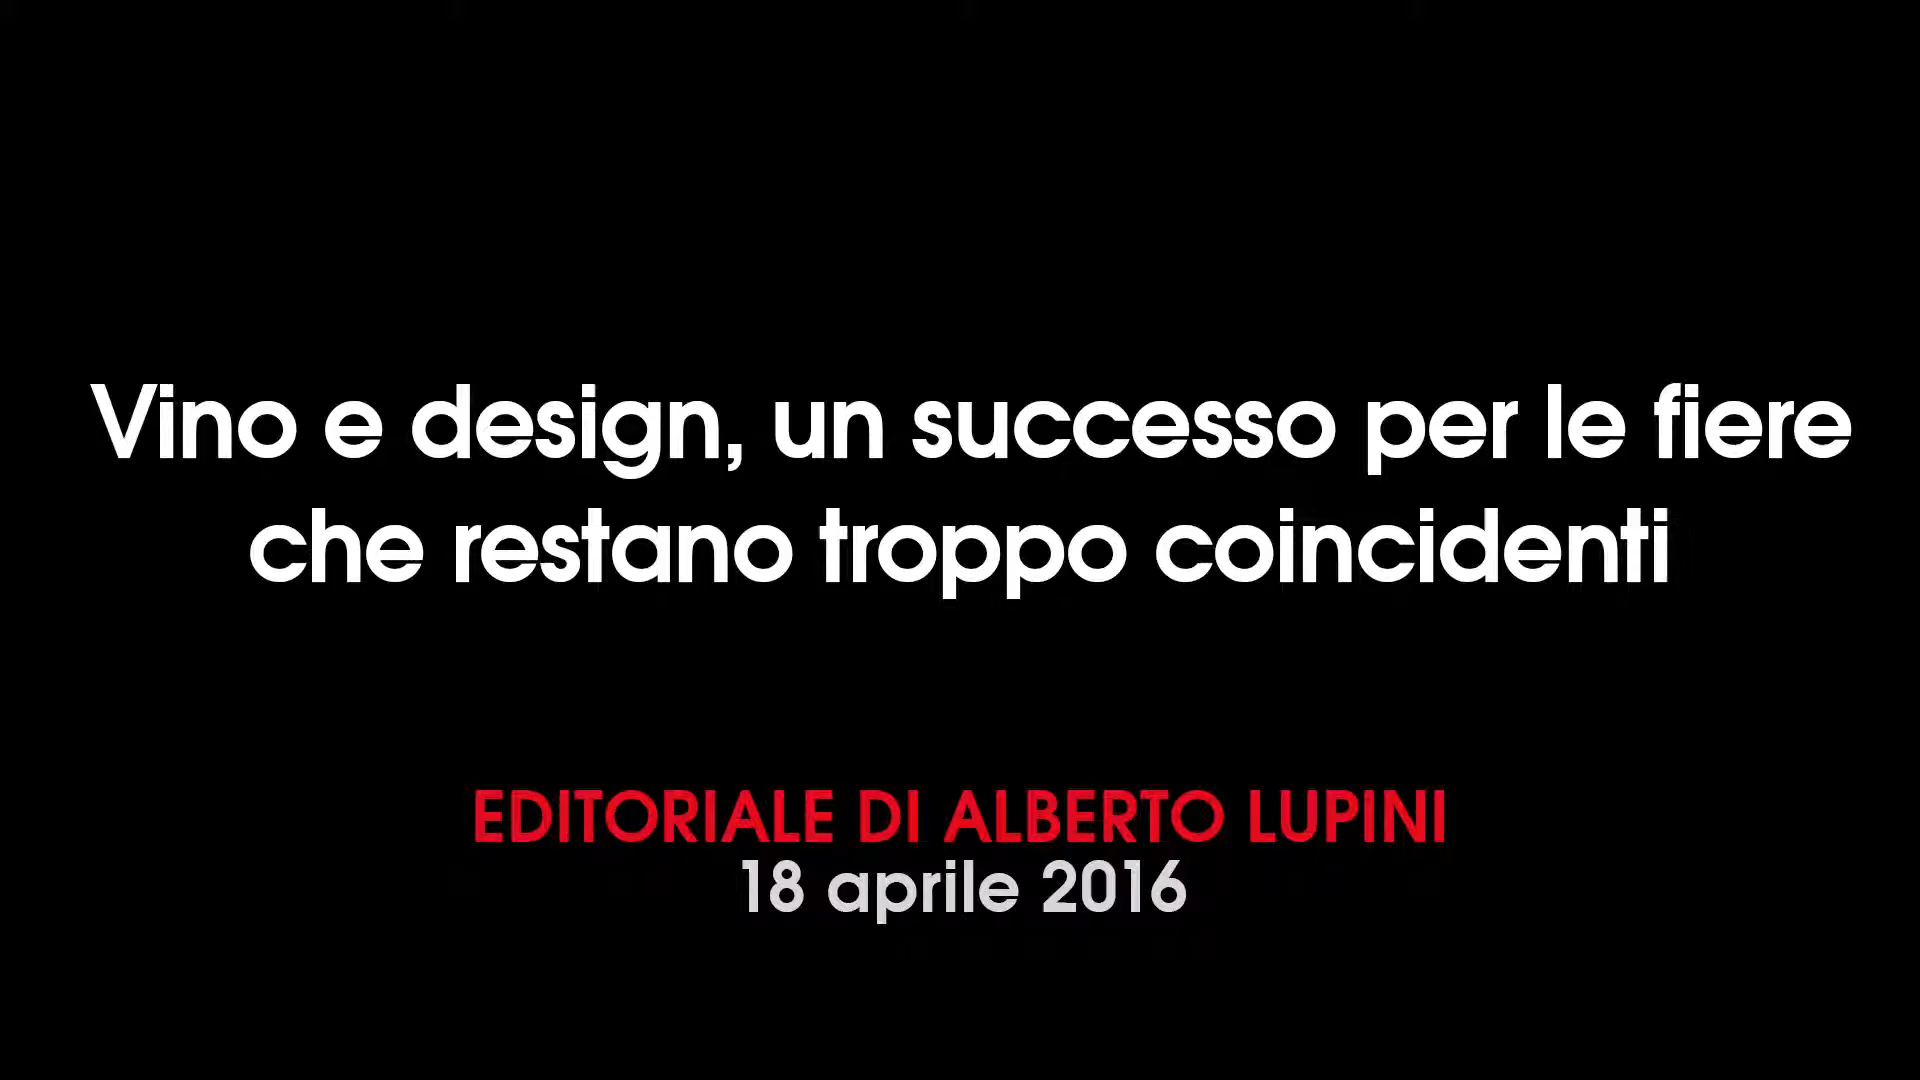 Vino e design, un successo per le fiere
che restano troppo coincidenti
EDITORIALE DI ALBERTO LUPINI
18 aprile 2016